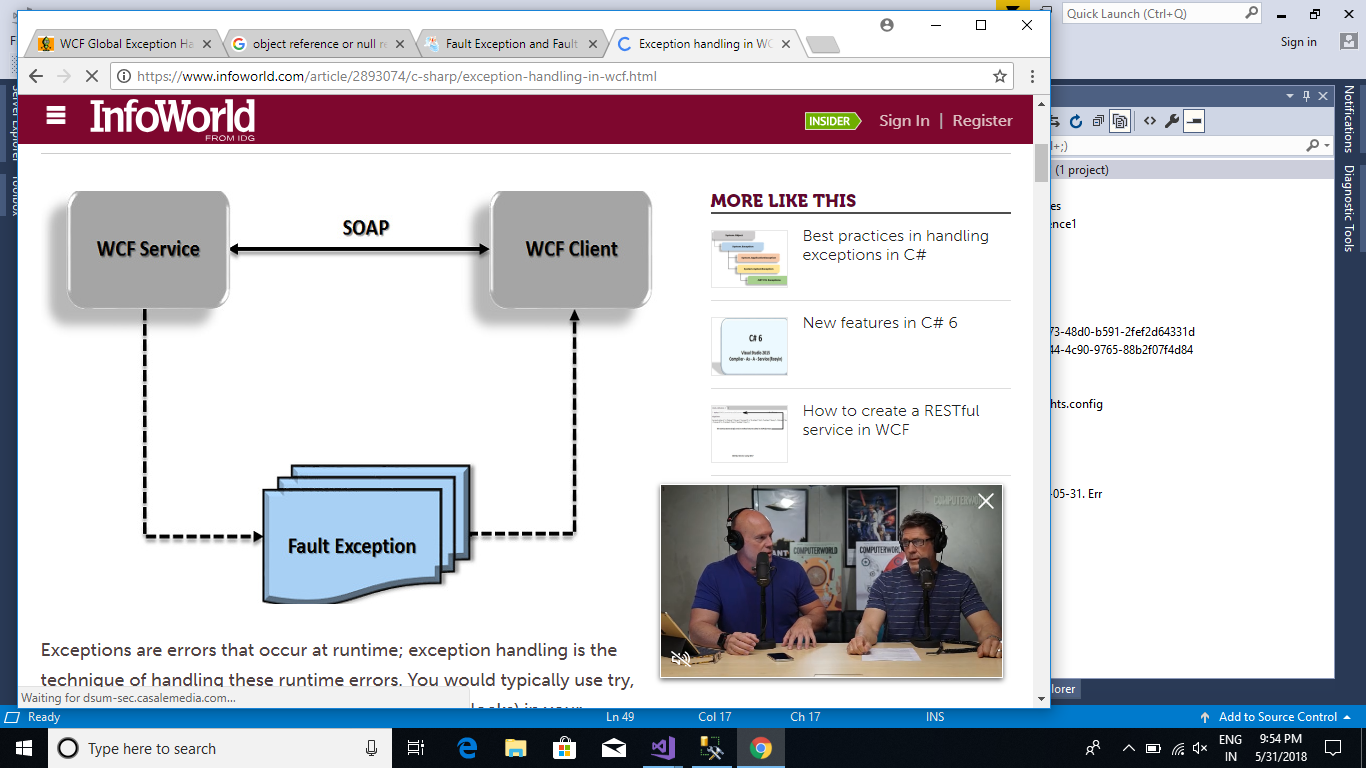 Quick Launch (Ctrl+Q)
Sign in
WCF Global Exception Ha
object reference or null re
Fault Exception and Fault
Exception handling in WC
https://www.infoworld.com/article/2893074/c-sharp/exception-handling-in-wcf.html
InfoWorld
FROM IDG
INSIDER
Sign In | Register
WCF Service
SOAP
WCF Client
Fault Exception
MORE LIKE THIS
Best practices in handling
exceptions in C#
New features in C# 6
C# 6
How to create a RESTful
service in WCF
COMPUTERWORLD
COMPUTERWORLD
COMPUTERWORLD
Exceptions are errors that occur at runtime; exception handling is the
technique of handling these runtime errors. You would typically use try,
Waiting for dsum-sec.casalemedia.com...
Server Explorer
Toolbox
+;)
(1 project)
es
ence1
73-48d0-b591-2fef2d64331d
44-4c90-9765-88b2f07f4d84
hts.config
-05-31. Err
lorer
Notifications
Diagnostic Tools
Ready
Ln 49
Col 17
Ch 17
INS
Add to Source Control
Type here to search
ENG
IN
9:54 PM
5/31/2018